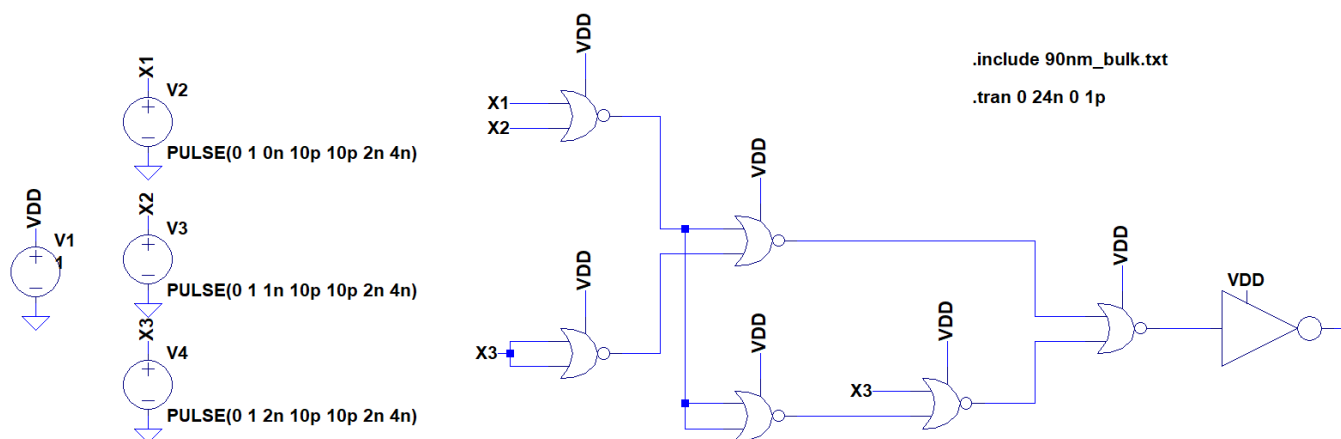 VDD
V1
1
X1
V2
PULSE(0 1 0n 10p 10p 2n 4n)
X2
V3
PULSE(0 1 1n 10p 10p 2n 4n)
X3
V4
PULSE(0 1 2n 10p 10p 2n 4n)
VDD
X1
X2
VDD
X3
VDD
VDD
X3
VDD
VDD
VDD
.include 90nm_bulk.txt
.tran 0 24n 0 1p